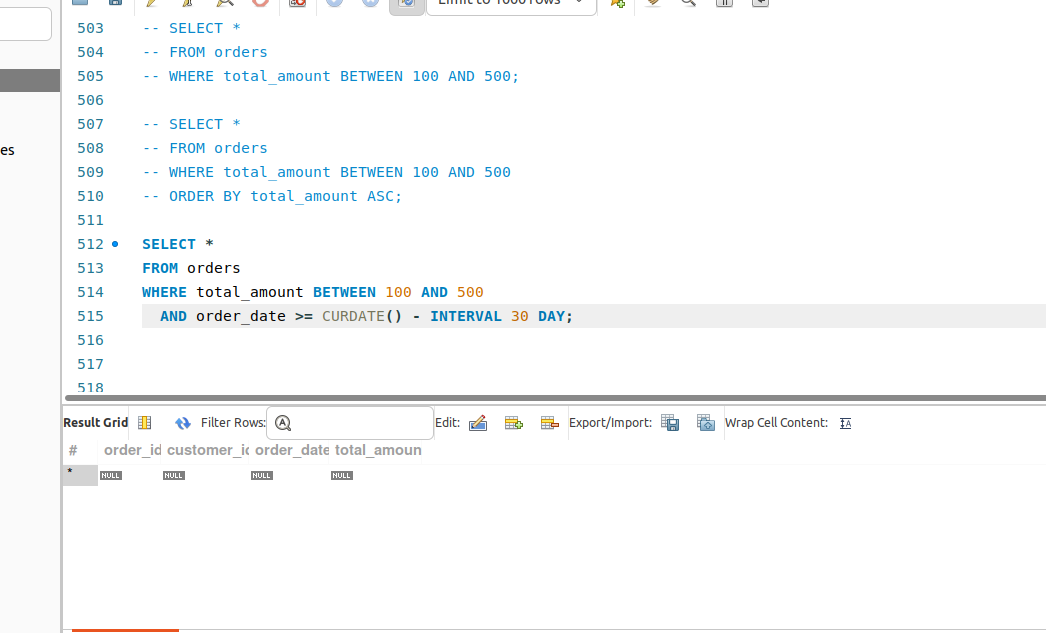 Limit to 1000 rows
es
503 -- SELECT *
504 -- FROM orders
505 -- WHERE total_amount BETWEEN 100 AND 500;
506
507 -- SELECT *
508 -- FROM orders
509 -- WHERE total_amount BETWEEN 100 AND 500
510 -- ORDER BY total_amount ASC;
511
512 SELECT *
513 FROM orders
514 WHERE total_amount BETWEEN 100 AND 500
515 AND order_date >= CURDATE() - INTERVAL 30 DAY;
516
517
518
Result Grid Filter Rows: A Edit: Export/Import: Wrap Cell Content: IA
# order_id customer_id order_date total_amoun
* NULL NULL NULL NULL